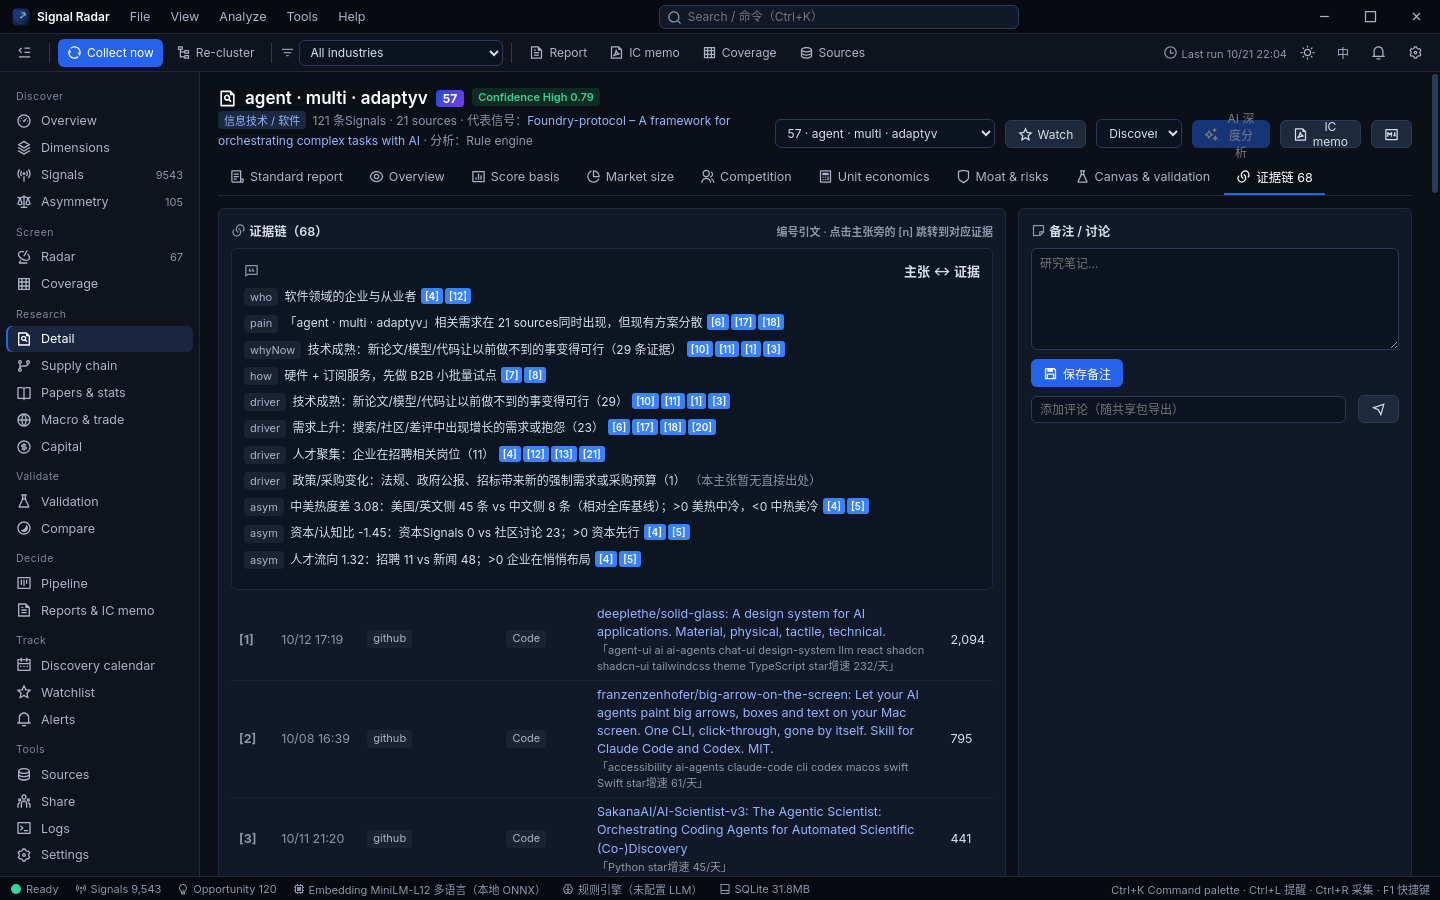 Signal Radar File View Analyze Tools Help
Search / 命令（Ctrl+K）
Collect now Re-cluster All industries Report IC memo Coverage Sources Last run 10/21 22:04 中
Discover
Overview
Dimensions
Signals 9543
Asymmetry 105
Screen
Radar 67
Coverage
Research
Detail
Supply chain
Papers & stats
Macro & trade
Capital
Validate
Validation
Compare
Decide
Pipeline
Reports & IC memo
Track
Discovery calendar
Watchlist
Alerts
Tools
Sources
Share
Logs
Settings
agent · multi · adaptyv 57 Confidence High 0.79
信息技术 / 软件 121 条Signals · 21 sources · 代表信号：Foundry-protocol – A framework for
orchestrating complex tasks with AI · 分析：Rule engine
57 · agent · multi · adaptyv
Watch
Discover
AI 深
度分
析
IC
memo
Standard report Overview Score basis Market size Competition Unit economics Moat & risks Canvas & validation 证据链 68
证据链（68） 编号引文 · 点击主张旁的 [n] 跳转到对应证据
主张 ↔ 证据
who 软件领域的企业与从业者 [4] [12]
pain 「agent · multi · adaptyv」相关需求在 21 sources同时出现，但现有方案分散 [6] [17] [18]
whyNow 技术成熟：新论文/模型/代码让以前做不到的事变得可行（29 条证据） [10] [11] [1] [3]
how 硬件 + 订阅服务，先做 B2B 小批量试点 [7] [8]
driver 技术成熟：新论文/模型/代码让以前做不到的事变得可行（29） [10] [11] [1] [3]
driver 需求上升：搜索/社区/差评中出现增长的需求或抱怨（23） [6] [17] [18] [20]
driver 人才聚集：企业在招聘相关岗位（11） [4] [12] [13] [21]
driver 政策/采购变化：法规、政府公报、招标带来新的强制需求或采购预算（1） （本主张暂无直接出处）
asym 中美热度差 3.08：美国/英文侧 45 条 vs 中文侧 8 条（相对全库基线）；>0 美热中冷，<0 中热美冷 [4] [5]
asym 资本/认知比 -1.45：资本Signals 0 vs 社区讨论 23；>0 资本先行 [4] [5]
asym 人才流向 1.32：招聘 11 vs 新闻 48；>0 企业在悄悄布局 [4] [5]
[1] 10/12 17:19 github Code
deeplethe/solid-glass: A design system for AI
applications. Material, physical, tactile, technical.
「agent-ui ai ai-agents chat-ui design-system llm react shadcn
shadcn-ui tailwindcss theme TypeScript star增速 232/天」
2,094
[2] 10/08 16:39 github Code
franzenzenhofer/big-arrow-on-the-screen: Let your AI
agents paint big arrows, boxes and text on your Mac
screen. One CLI, click-through, gone by itself. Skill for
Claude Code and Codex. MIT.
「accessibility ai-agents claude-code cli codex macos swift
Swift star增速 61/天」
795
[3] 10/11 21:20 github Code
SakanaAI/AI-Scientist-v3: The Agentic Scientist:
Orchestrating Coding Agents for Automated Scientific
(Co-)Discovery
「Python star增速 45/天」
441
备注 / 讨论
研究笔记...
保存备注
添加评论（随共享包导出）
Ready Signals 9,543 Opportunity 120 Embedding MiniLM-L12 多语言（本地 ONNX） 规则引擎（未配置 LLM） SQLite 31.8MB Ctrl+K Command palette · Ctrl+L 提醒 · Ctrl+R 采集 · F1 快捷键